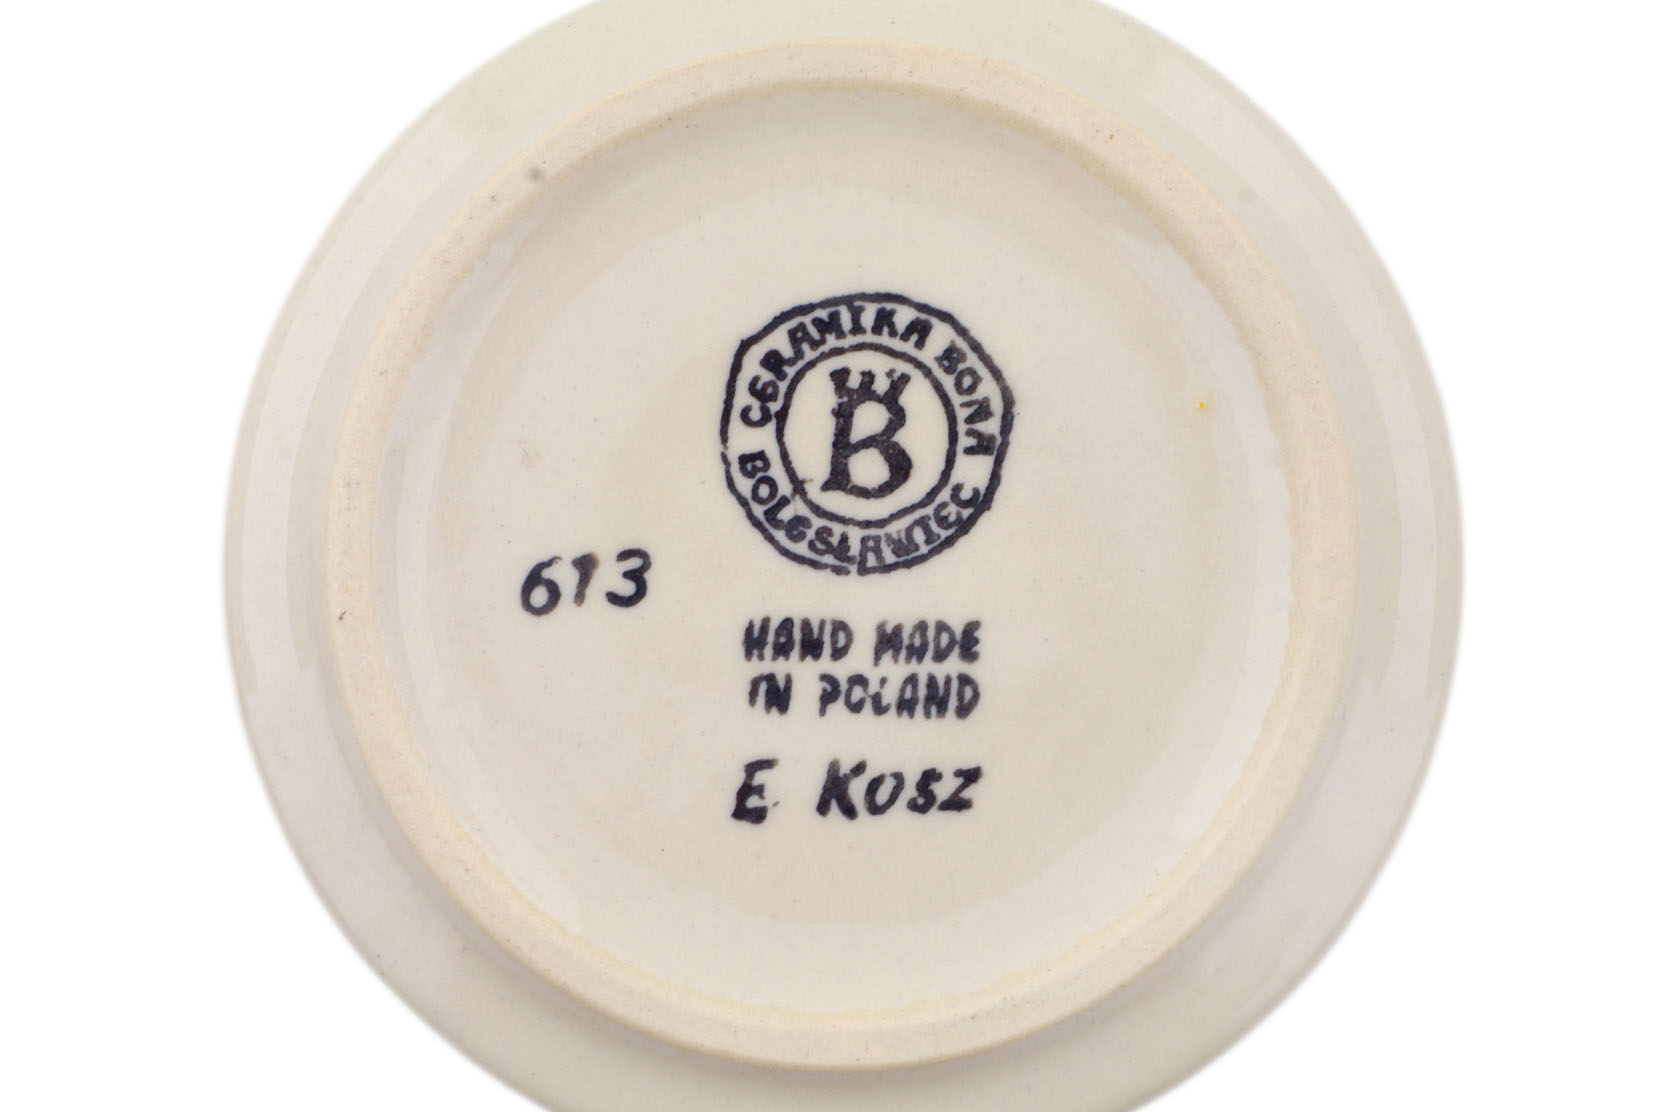 CERAMIKA BONA
B
BOLESŁAWIEC
613
HAND MADE
IN POLAND
E KOSZ